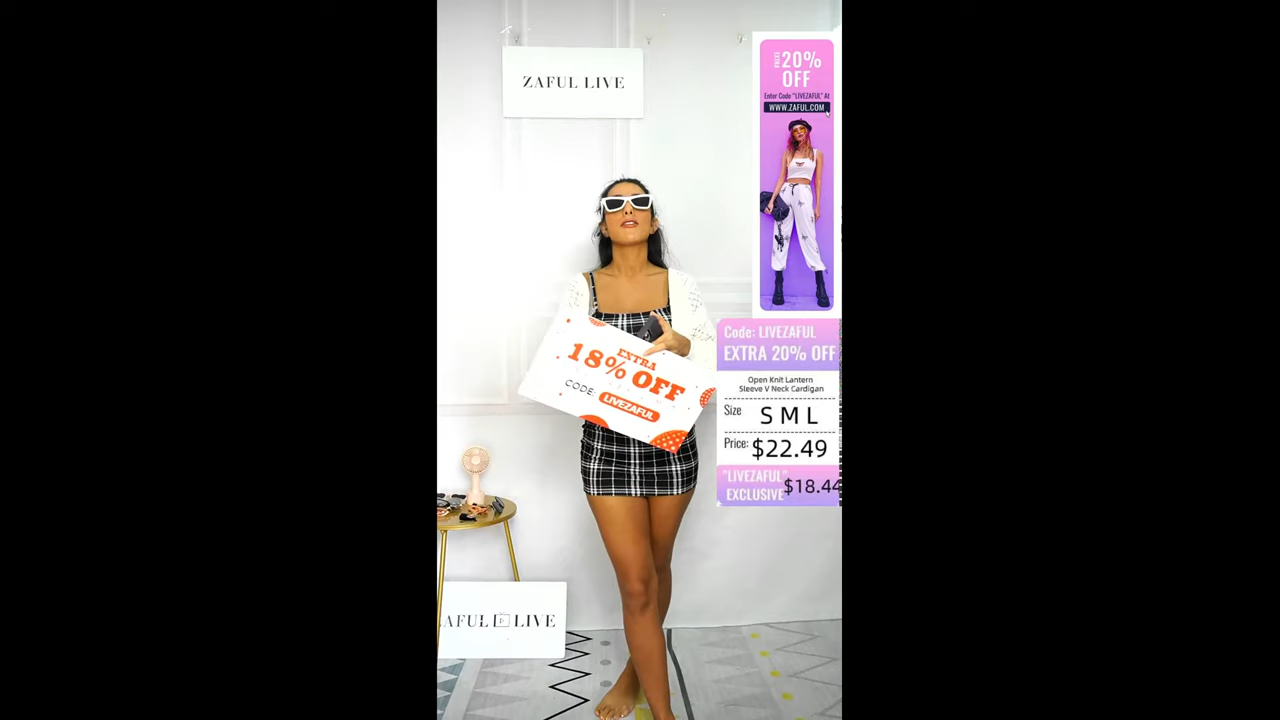 ZAFUL LIVE
20%
OFF
Enter Code "LIVEZAFUL" At
WWW.ZAFUL.COM
EXTRA
18% OFF
CODE: LIVEZAFUL
Code: LIVEZAFUL
EXTRA 20% OFF
Open Knit Lantern
Sleeve V Neck Cardigan
Size S M L
Price: $22.49
"LIVEZAFUL"
EXCLUSIVE $18.44
ZAFUL LIVE